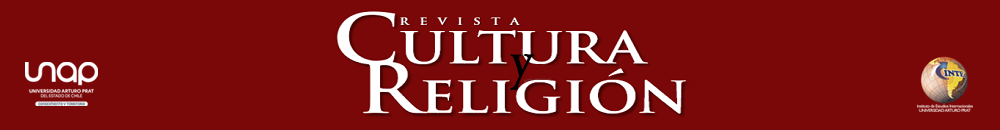 REVISTA
CULTURA
y
RELIGIÓN
unap
UNIVERSIDAD ARTURO PRAT
DEL ESTADO DE CHILE
INTE
Instituto de Estudios Internacionales
UNIVERSIDAD ARTURO PRAT